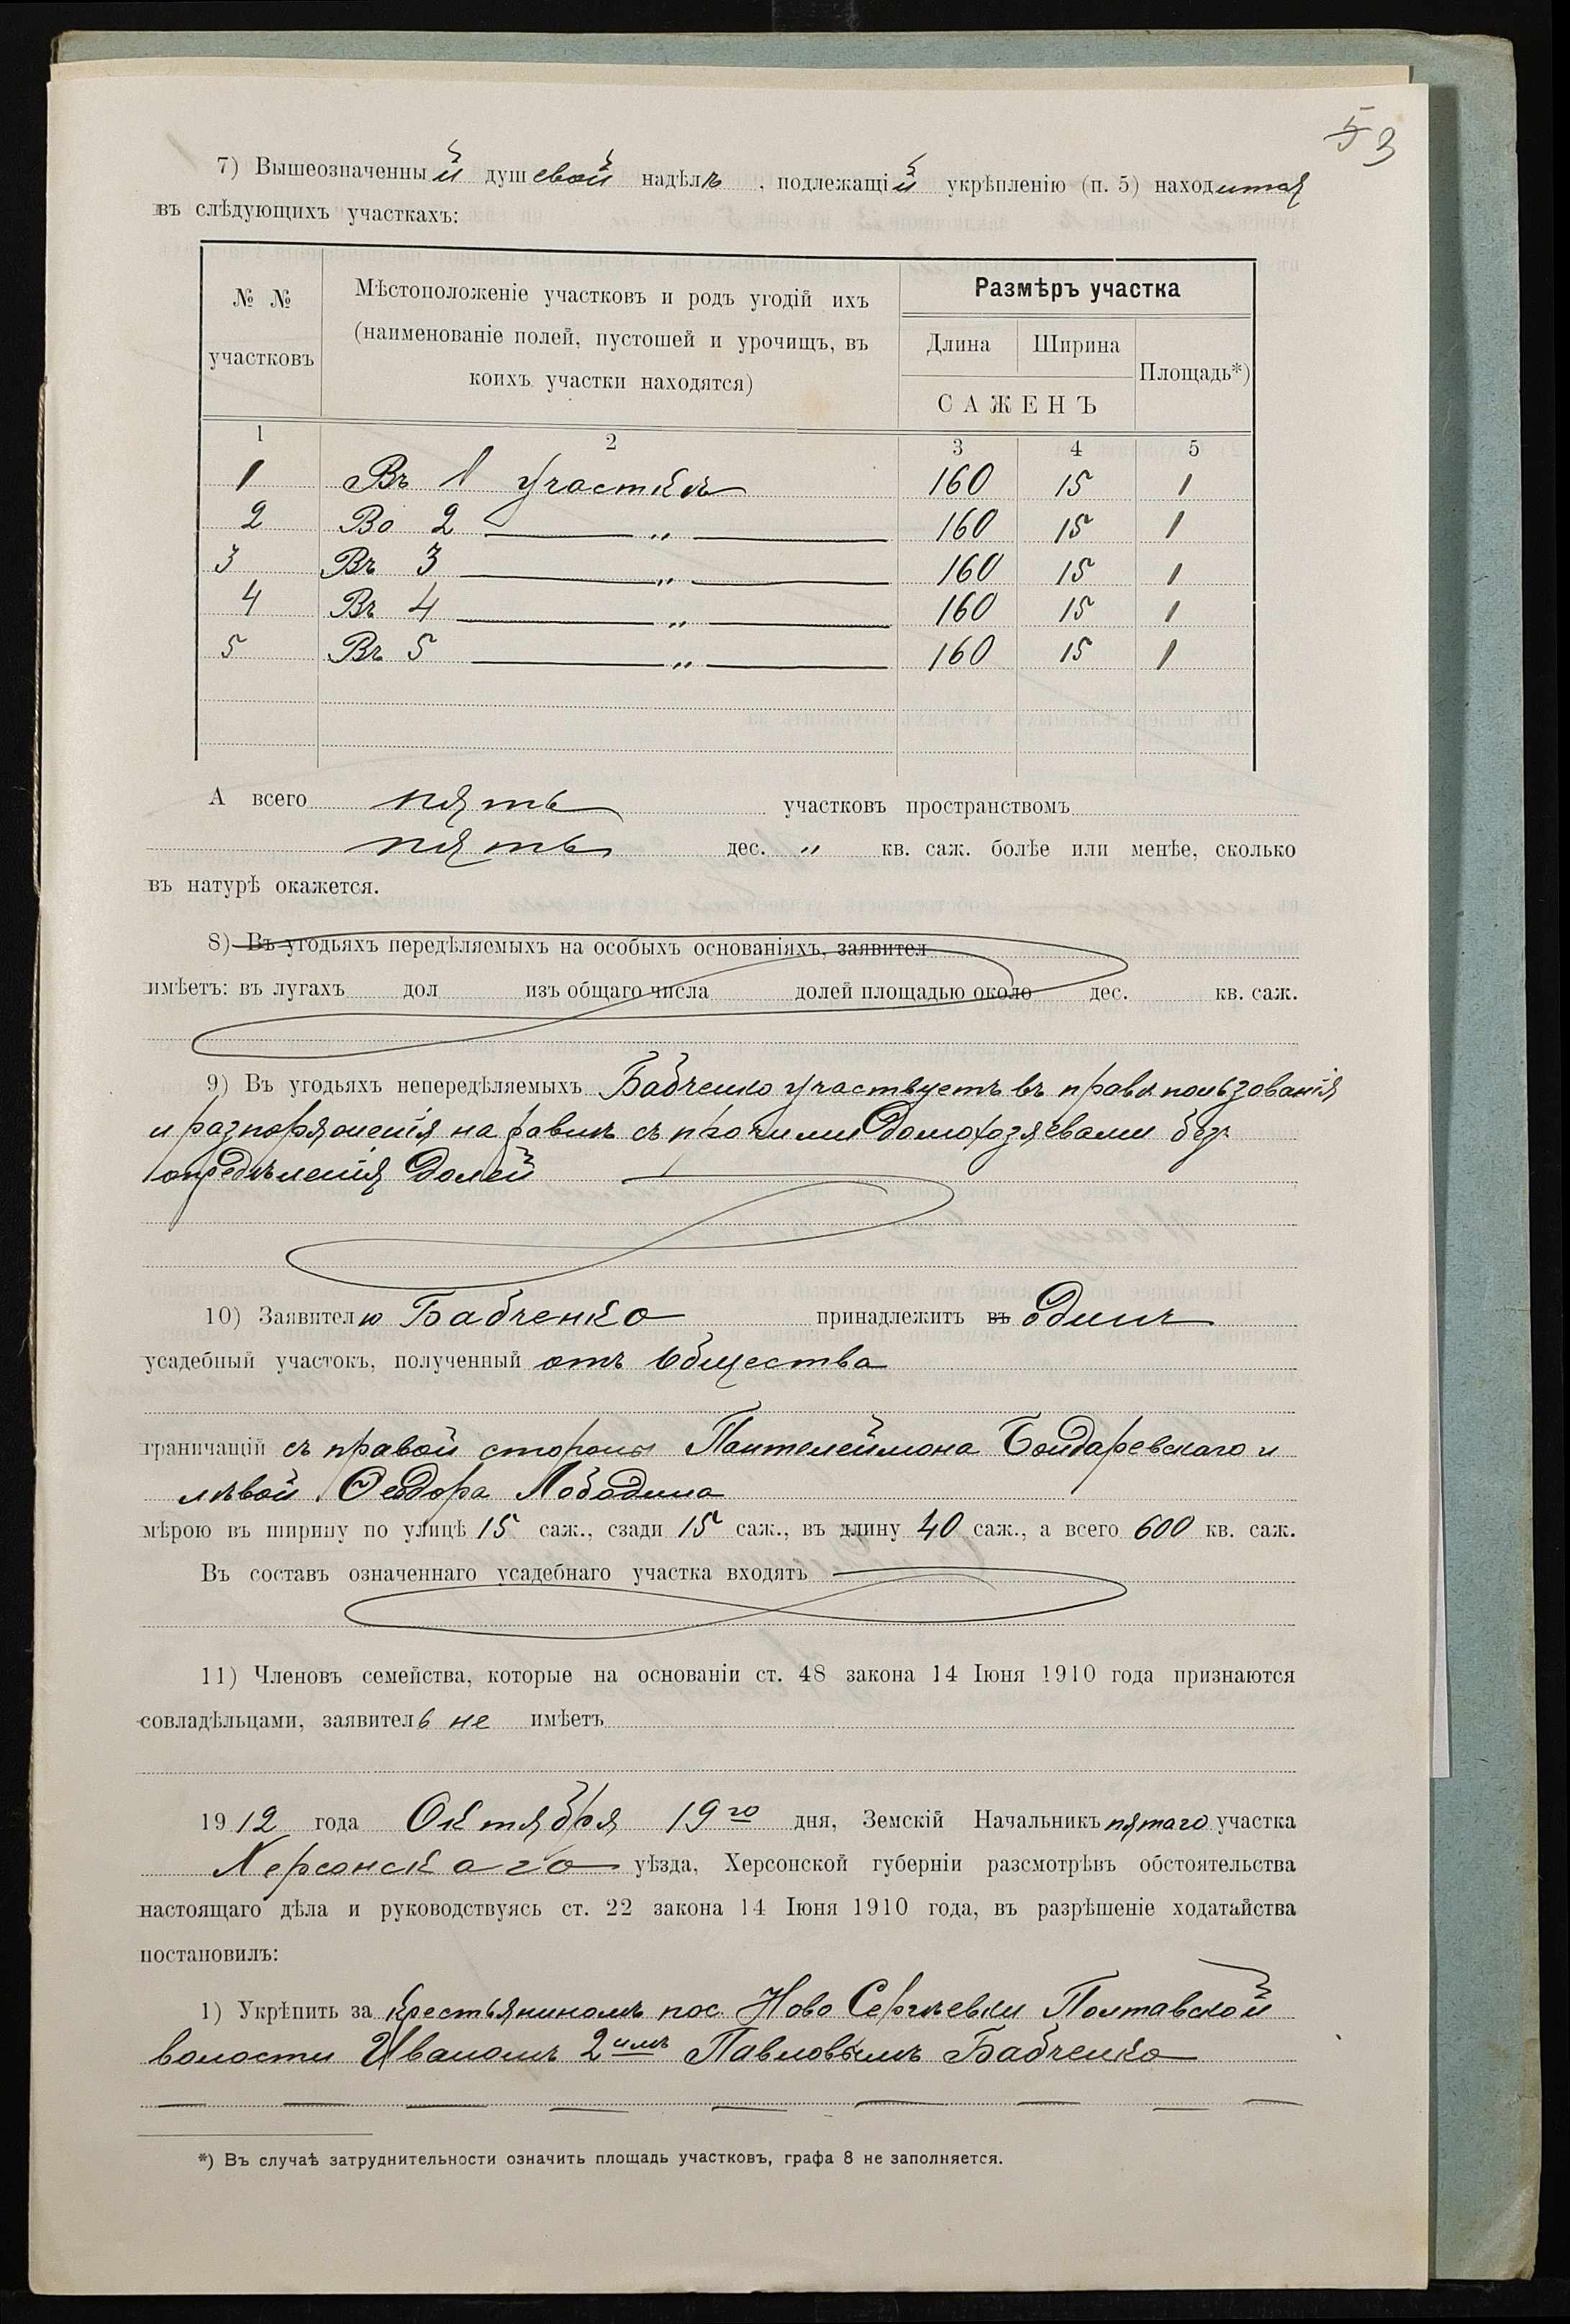 53
7) Вышеозначенный душевой надѣлъ, подлежащій укрѣпленію (п. 5) находится
въ слѣдующихъ участкахъ:
№ № участковъ
Мѣстоположеніе участковъ и родъ угодій ихъ
(наименованіе полей, пустошей и урочищъ, въ
коихъ участки находятся)
Размѣръ участка
Длина Ширина Площадь*)
САЖЕНЪ
1 2 3 4 5
1 Въ 1 участкѣ 160 15 1
2 Во 2 — „ — 160 15 1
3 Въ 3 — „ — 160 15 1
4 Въ 4 — „ — 160 15 1
5 Въ 5 — „ — 160 15 1
А всего пять участковъ пространствомъ
пять дес. „ кв. саж. болѣе или менѣе, сколько
въ натурѣ окажется.
8) Въ угодьяхъ передѣляемыхъ на особыхъ основаніяхъ, заявител
имѣетъ: въ лугахъ дол изъ общаго числа долей площадью около дес. кв. саж.
9) Въ угодьяхъ непередѣляемыхъ Бабченко участвуетъ въ правѣ пользованія
и разпоряженія на равнѣ съ прочими домохозяевами безъ
опредѣленія долей
10) Заявителю Бабченко принадлежитъ въ одинъ
усадебный участокъ, полученный отъ общества
граничащій съ правой стороны Пантелеймона Бондаревскаго и
лѣвой Ѳеодора Лободина
мѣрою въ ширину по улицѣ 15 саж., сзади 15 саж., въ длину 40 саж., а всего 600 кв. саж.
Въ составъ означеннаго усадебнаго участка входятъ
11) Членовъ семейства, которые на основаніи ст. 48 закона 14 Іюня 1910 года признаются
совладѣльцами, заявитель не имѣетъ
1912 года Октября 19го дня, Земскій Начальникъ пятаго участка
Херсонскаго уѣзда, Херсонской губерніи разсмотрѣвъ обстоятельства
настоящаго дѣла и руководствуясь ст. 22 закона 14 Іюня 1910 года, въ разрѣшеніе ходатайства
постановилъ:
1) Укрѣпить за крестьяниномъ пос. Ново Сергѣевки Полтавской
волости Иваномъ 2имъ Павловымъ Бабченко
*) Въ случаѣ затруднительности означить площадь участковъ, графа 8 не заполняется.